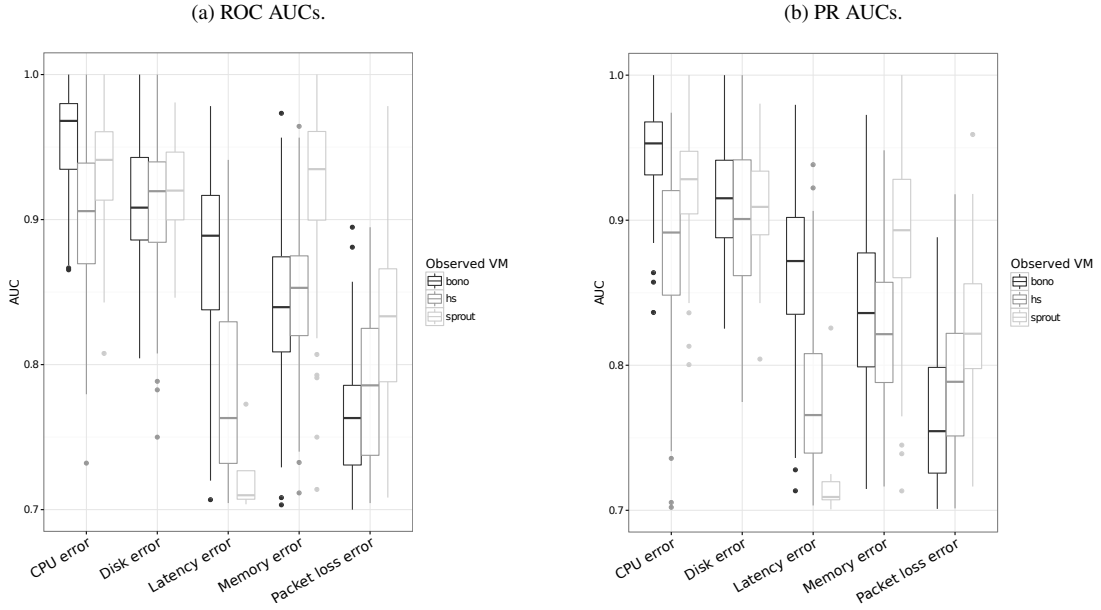 (a) ROC AUCs.
1.0
0.9
0.8
0.7
AUC
CPU error
Disk error
Latency error
Memory error
Packet loss error
Observed VM
bono
hs
sprout
(b) PR AUCs.
1.0
0.9
0.8
0.7
AUC
CPU error
Disk error
Latency error
Memory error
Packet loss error
Observed VM
bono
hs
sprout